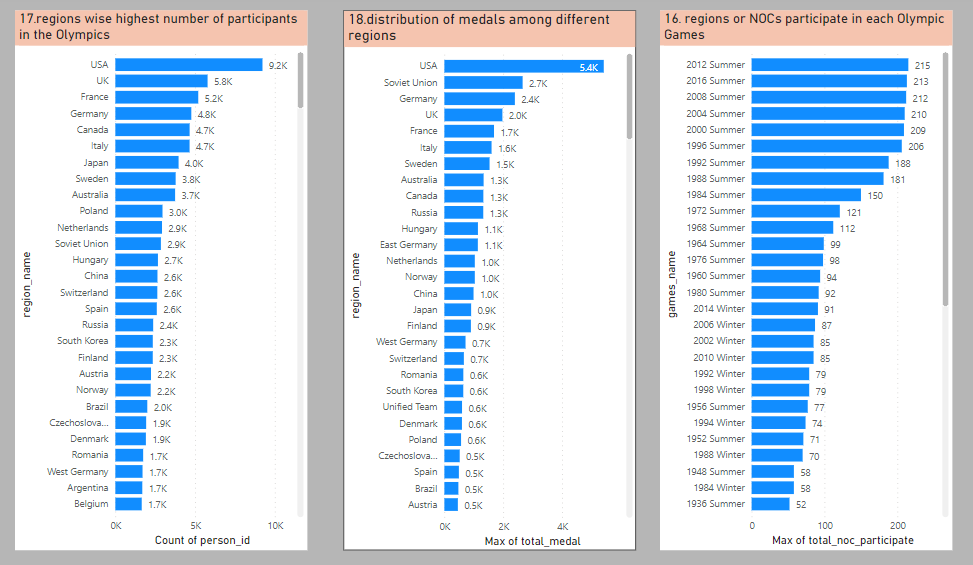 17.regions wise highest number of participants
in the Olympics
USA 9.2K
UK 5.8K
France 5.2K
Germany 4.8K
Canada 4.7K
Italy 4.7K
Japan 4.0K
Sweden 3.8K
Australia 3.7K
Poland 3.0K
Netherlands 2.9K
Soviet Union 2.9K
Hungary 2.7K
China 2.6K
Switzerland 2.6K
Spain 2.6K
Russia 2.4K
South Korea 2.3K
Finland 2.3K
Austria 2.2K
Norway 2.2K
Brazil 2.0K
Czechoslova... 1.9K
Denmark 1.9K
Romania 1.7K
West Germany 1.7K
Argentina 1.7K
Belgium 1.7K
region_name
0K 5K 10K
Count of person_id
18.distribution of medals among different
regions
USA 5.4K
Soviet Union 2.7K
Germany 2.4K
UK 2.0K
France 1.7K
Italy 1.6K
Sweden 1.5K
Australia 1.3K
Canada 1.3K
Russia 1.3K
Hungary 1.1K
East Germany 1.1K
Netherlands 1.0K
Norway 1.0K
China 1.0K
Japan 0.9K
Finland 0.9K
West Germany 0.7K
Switzerland 0.7K
Romania 0.6K
South Korea 0.6K
Unified Team 0.6K
Denmark 0.6K
Poland 0.6K
Czechoslova... 0.5K
Spain 0.5K
Brazil 0.5K
Austria 0.5K
region_name
0K 2K 4K
Max of total_medal
16. regions or NOCs participate in each Olympic
Games
2012 Summer 215
2016 Summer 213
2008 Summer 212
2004 Summer 210
2000 Summer 209
1996 Summer 206
1992 Summer 188
1988 Summer 181
1984 Summer 150
1972 Summer 121
1968 Summer 112
1964 Summer 99
1976 Summer 98
1960 Summer 94
1980 Summer 92
2014 Winter 91
2006 Winter 87
2002 Winter 85
2010 Winter 85
1992 Winter 79
1998 Winter 79
1956 Summer 77
1994 Winter 74
1952 Summer 71
1988 Winter 70
1948 Summer 58
1984 Winter 58
1936 Summer 52
games_name
0 100 200
Max of total_noc_participate